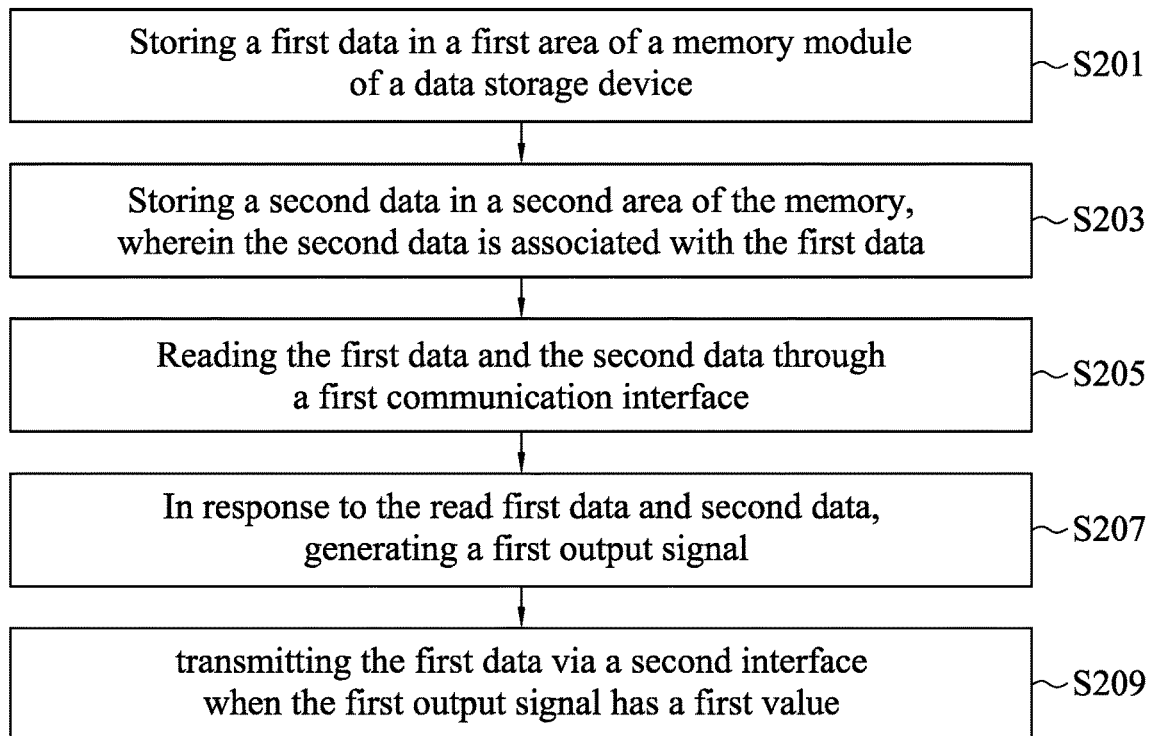 Storing a first data in a first area of a memory module
of a data storage device
S201
Storing a second data in a second area of the memory,
wherein the second data is associated with the first data
S203
Reading the first data and the second data through
a first communication interface
S205
In response to the read first data and second data,
generating a first output signal
S207
transmitting the first data via a second interface
when the first output signal has a first value
S209